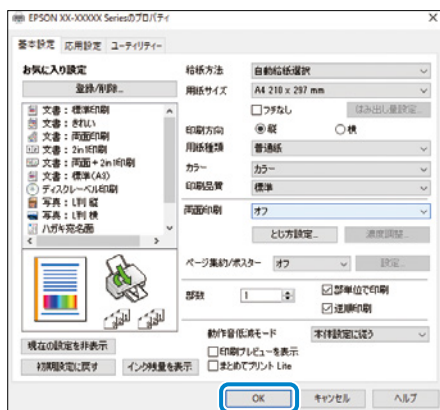 EPSON XX-XXXXX Seriesのプロパティ
基本設定 応用設定 ユーティリティー
お気に入り設定
登録/削除...
文書：標準印刷
文書：きれい
文書：両面印刷
文書：2in1印刷
文書：両面+2in1印刷
文書：標準(A3)
ディスクレーベル印刷
写真：L判 縦
写真：L判 横
ハガキ宛名面
現在の設定を非表示
初期設定に戻す インク残量を表示
給紙方法 自動給紙選択
用紙サイズ A4 210 x 297 mm
フチなし はみ出し量設定...
印刷方向 縦 横
用紙種類 普通紙
カラー カラー
印刷品質 標準
両面印刷 オフ
とじ方設定... 濃度調整...
ページ集約/ポスター オフ 設定...
部数 1 部単位で印刷
逆順印刷
動作音低減モード 本体設定に従う
印刷プレビューを表示
まとめてプリント Lite
OK キャンセル ヘルプ